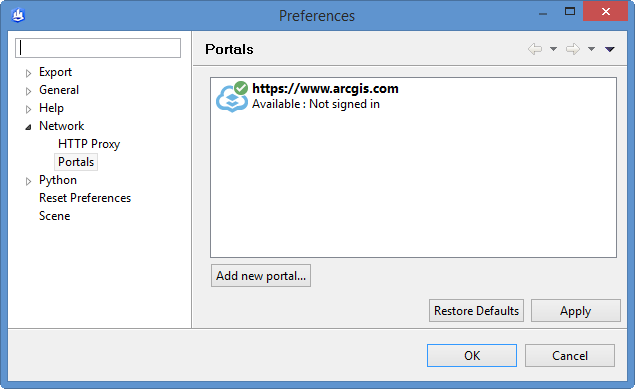 Preferences
Portals
Export
General
Help
Network
HTTP Proxy
Portals
Python
Reset Preferences
Scene
https://www.arcgis.com
Available : Not signed in
Add new portal...
Restore Defaults
Apply
OK
Cancel